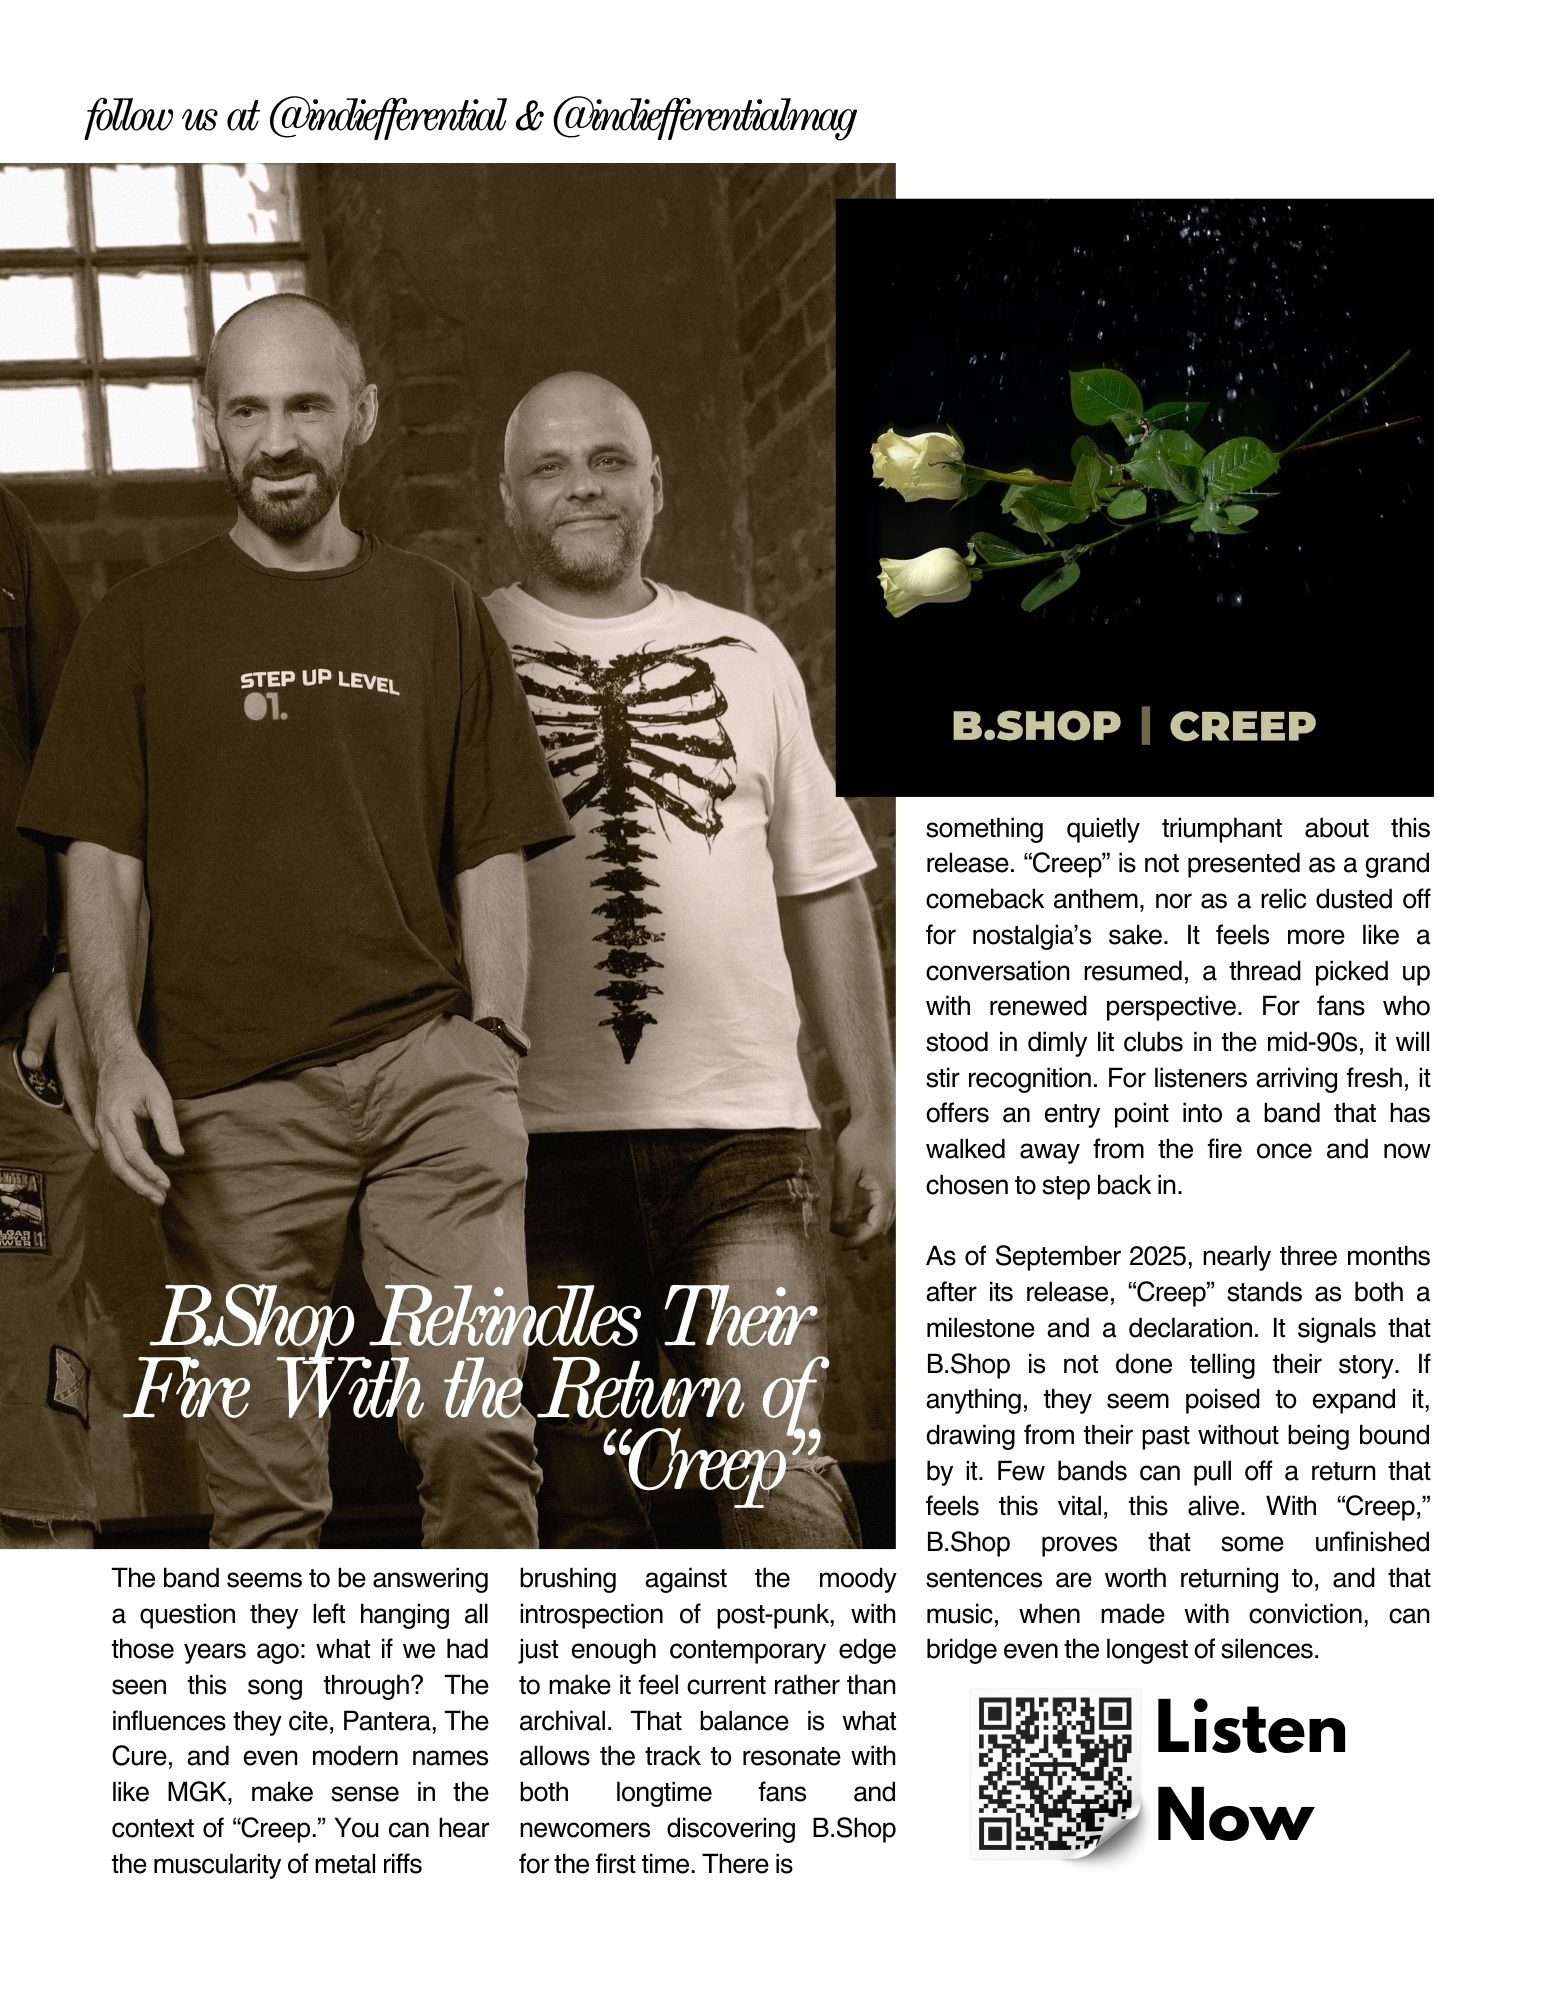 follow us at @indiefferential & @indiefferentialmag
STEP UP LEVEL
01.
B.SHOP | CREEP
B.Shop Rekindles Their
Fire With the Return of
“Creep”
The band seems to be answering
a question they left hanging all
those years ago: what if we had
seen this song through? The
influences they cite, Pantera, The
Cure, and even modern names
like MGK, make sense in the
context of “Creep.” You can hear
the muscularity of metal riffs
brushing against the moody
introspection of post-punk, with
just enough contemporary edge
to make it feel current rather than
archival. That balance is what
allows the track to resonate with
both longtime fans and
newcomers discovering B.Shop
for the first time. There is
something quietly triumphant about this
release. “Creep” is not presented as a grand
comeback anthem, nor as a relic dusted off
for nostalgia’s sake. It feels more like a
conversation resumed, a thread picked up
with renewed perspective. For fans who
stood in dimly lit clubs in the mid-90s, it will
stir recognition. For listeners arriving fresh, it
offers an entry point into a band that has
walked away from the fire once and now
chosen to step back in.
As of September 2025, nearly three months
after its release, “Creep” stands as both a
milestone and a declaration. It signals that
B.Shop is not done telling their story. If
anything, they seem poised to expand it,
drawing from their past without being bound
by it. Few bands can pull off a return that
feels this vital, this alive. With “Creep,”
B.Shop proves that some unfinished
sentences are worth returning to, and that
music, when made with conviction, can
bridge even the longest of silences.
Listen
Now